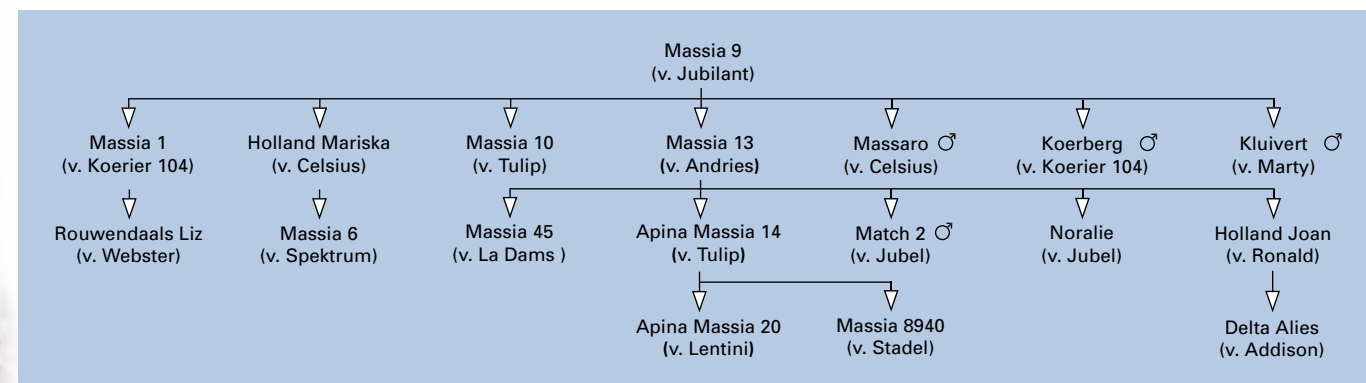 Massia 9
(v. Jubilant)
Massia 1
(v. Koerier 104)
Holland Mariska
(v. Celsius)
Massia 10
(v. Tulip)
Massia 13
(v. Andries)
Massaro ♂
(v. Celsius)
Koerberg ♂
(v. Koerier 104)
Kluivert ♂
(v. Marty)
Rouwendaals Liz
(v. Webster)
Massia 6
(v. Spektrum)
Massia 45
(v. La Dams )
Apina Massia 14
(v. Tulip)
Match 2 ♂
(v. Jubel)
Noralie
(v. Jubel)
Holland Joan
(v. Ronald)
Apina Massia 20
(v. Lentini)
Massia 8940
(v. Stadel)
Delta Alies
(v. Addison)